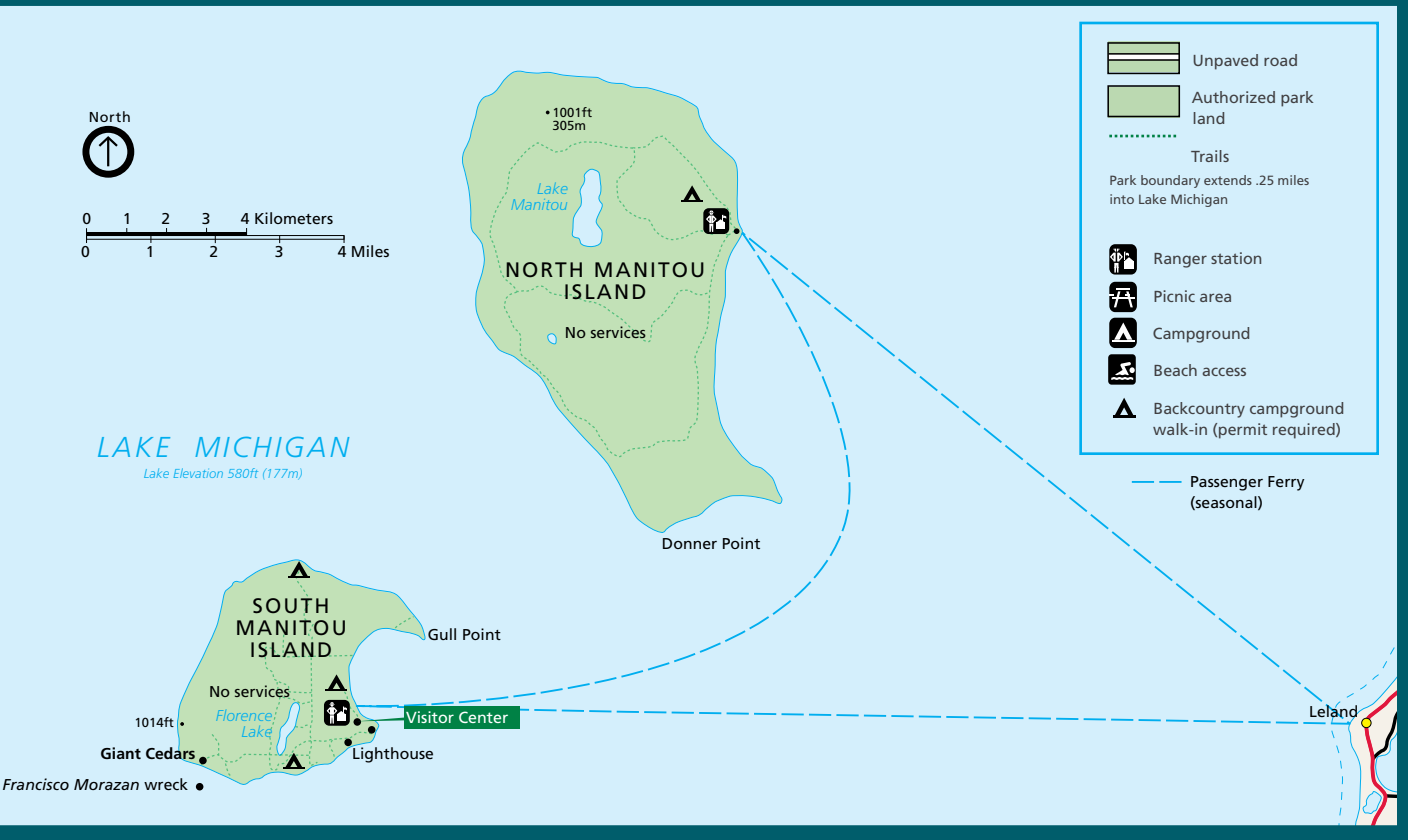 North
0 1 2 3 4 Kilometers
0 1 2 3 4 Miles
1001ft
305m
Lake
Manitou
NORTH MANITOU
ISLAND
No services
LAKE MICHIGAN
Lake Elevation 580ft (177m)
Donner Point
SOUTH
MANITOU
ISLAND
Gull Point
No services
Florence
Lake
1014ft
Visitor Center
Giant Cedars
Lighthouse
Francisco Morazan wreck
Leland
Unpaved road
Authorized park
land
Trails
Park boundary extends .25 miles
into Lake Michigan
Ranger station
Picnic area
Campground
Beach access
Backcountry campground
walk-in (permit required)
Passenger Ferry
(seasonal)